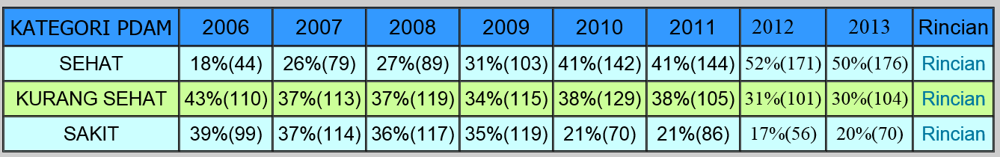 KATEGORI PDAM 2006 2007 2008 2009 2010 2011 2012 2013 Rincian
SEHAT 18%(44) 26%(79) 27%(89) 31%(103) 41%(142) 41%(144) 52%(171) 50%(176) Rincian
KURANG SEHAT 43%(110) 37%(113) 37%(119) 34%(115) 38%(129) 38%(105) 31%(101) 30%(104) Rincian
SAKIT 39%(99) 37%(114) 36%(117) 35%(119) 21%(70) 21%(86) 17%(56) 20%(70) Rincian